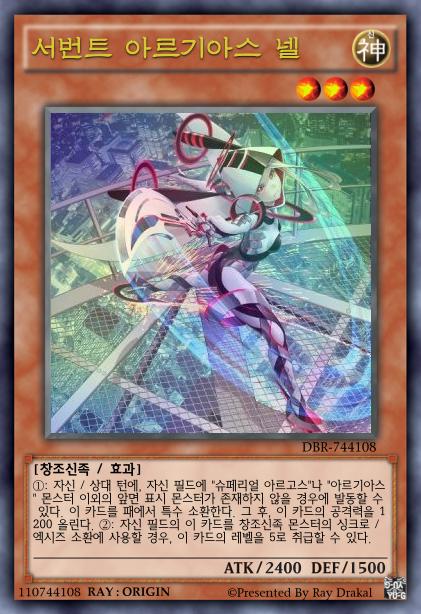 서번트 아르기아스 넬
신
神
DBR-744108
[창조신족 / 효과]
①: 자신 / 상대 턴에, 자신 필드에 "슈페리얼 아르고스"나 "아르기아스
" 몬스터 이외의 앞면 표시 몬스터가 존재하지 않을 경우에 발동할 수
있다. 이 카드를 패에서 특수 소환한다. 그 후, 이 카드의 공격력을 1
200 올린다. ②: 자신 필드의 이 카드를 창조신족 몬스터의 싱크로 /
엑시즈 소환에 사용할 경우, 이 카드의 레벨을 5로 취급할 수 있다.
ATK/2400 DEF/1500
110744108 RAY : ORIGIN ©Presented By Ray Drakal